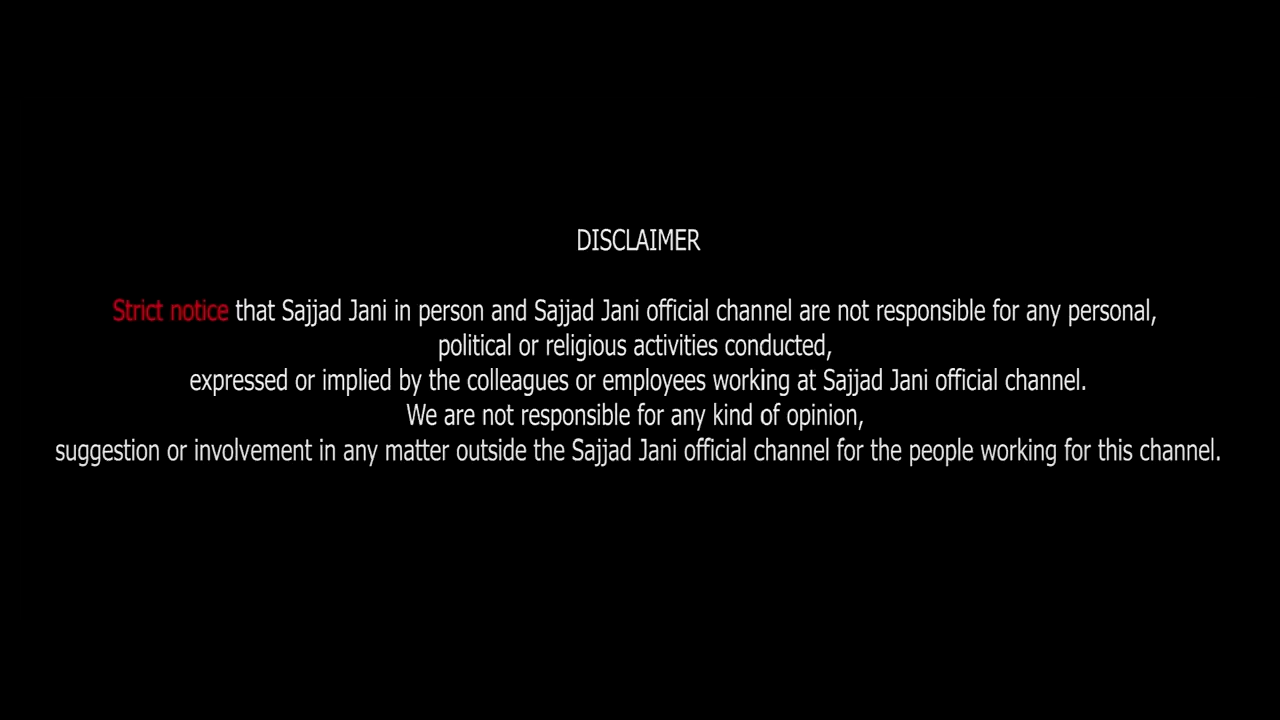 DISCLAIMER
Strict notice that Sajjad Jani in person and Sajjad Jani official channel are not responsible for any personal,
political or religious activities conducted,
expressed or implied by the colleagues or employees working at Sajjad Jani official channel.
We are not responsible for any kind of opinion,
suggestion or involvement in any matter outside the Sajjad Jani official channel for the people working for this channel.